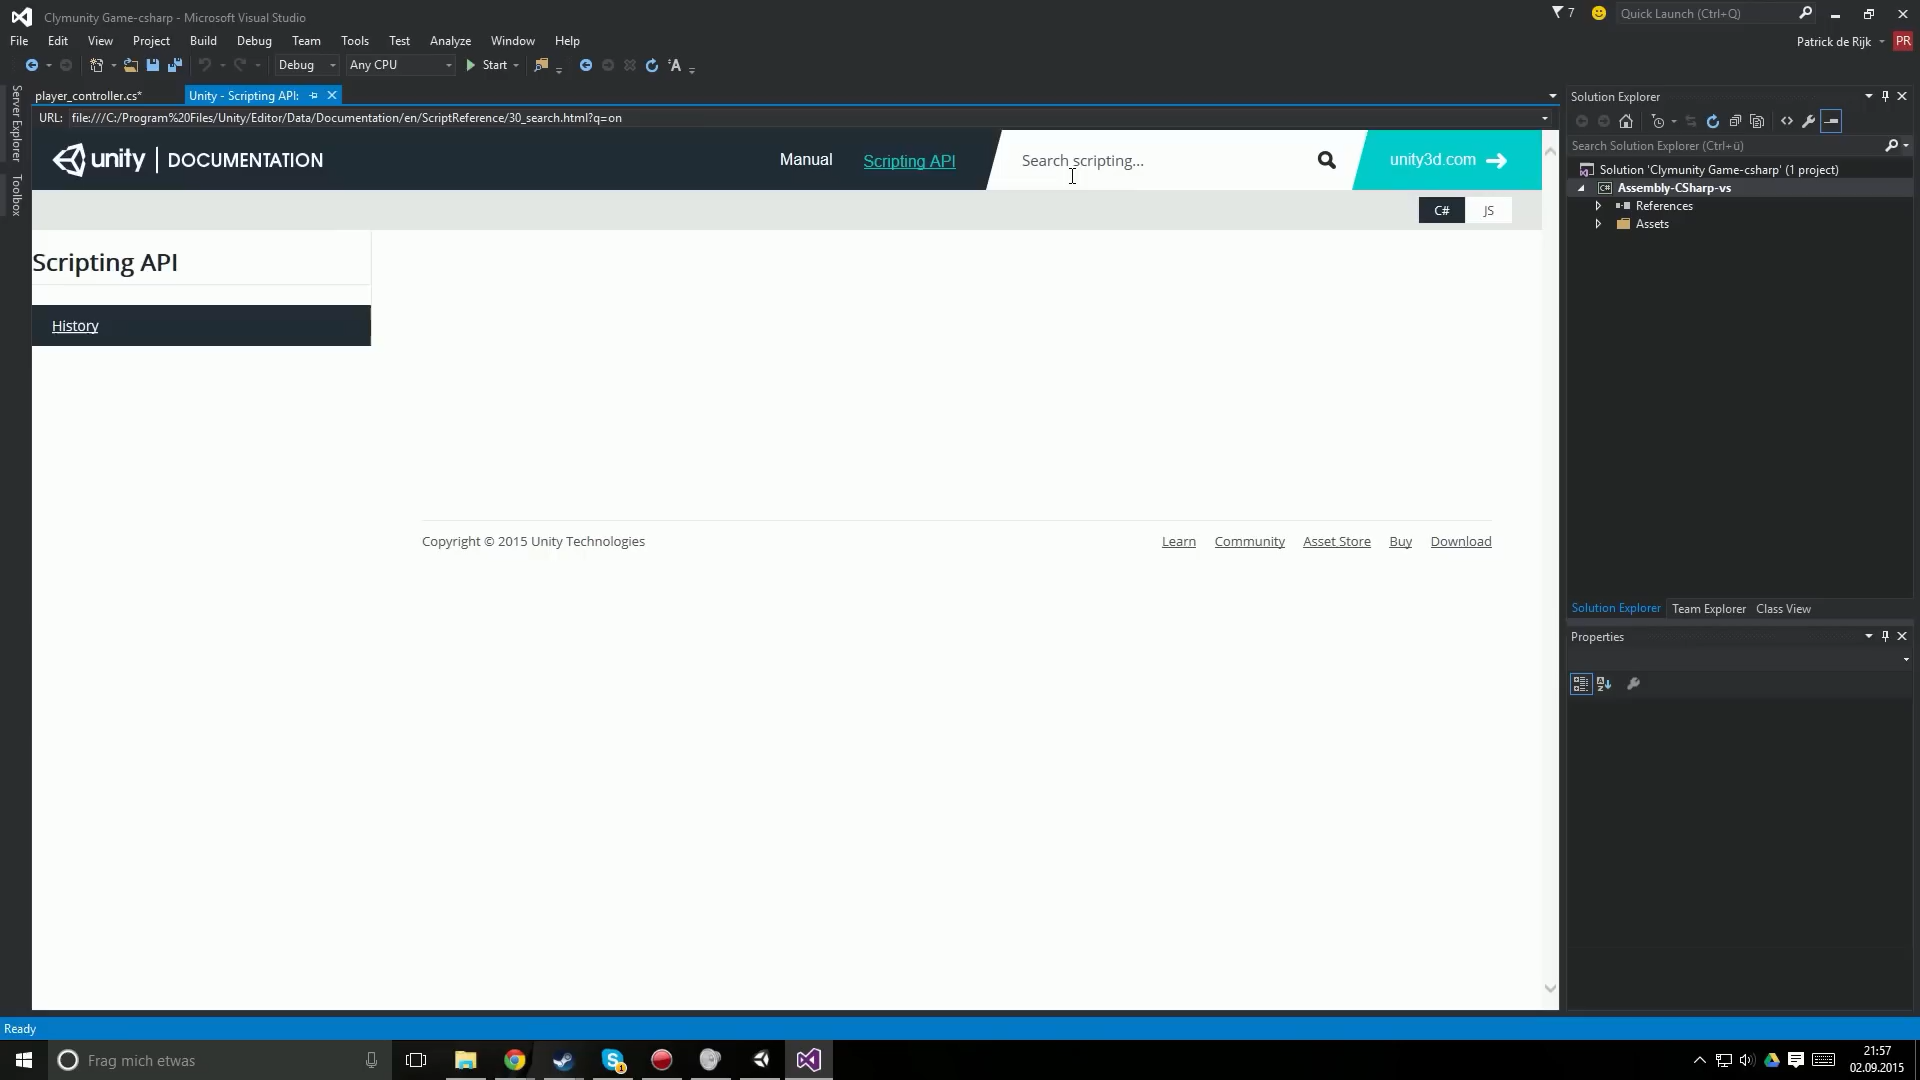 Clymunity Game-csharp - Microsoft Visual Studio
7
Quick Launch (Ctrl+Q)
File Edit View Project Build Debug Team Tools Test Analyze Window Help
Patrick de Rijk PR
Debug Any CPU Start
Server Explorer
Toolbox
player_controller.cs* Unity - Scripting API:
URL: file:///C:/Program%20Files/Unity/Editor/Data/Documentation/en/ScriptReference/30_search.html?q=on
unity DOCUMENTATION
Manual Scripting API Search scripting... unity3d.com
C# JS
Scripting API
History
Copyright © 2015 Unity Technologies
Learn Community Asset Store Buy Download
Solution Explorer
Search Solution Explorer (Ctrl+ü)
Solution 'Clymunity Game-csharp' (1 project)
C# Assembly-CSharp-vs
References
Assets
Solution Explorer Team Explorer Class View
Properties
Ready
Frag mich etwas
21:57
02.09.2015